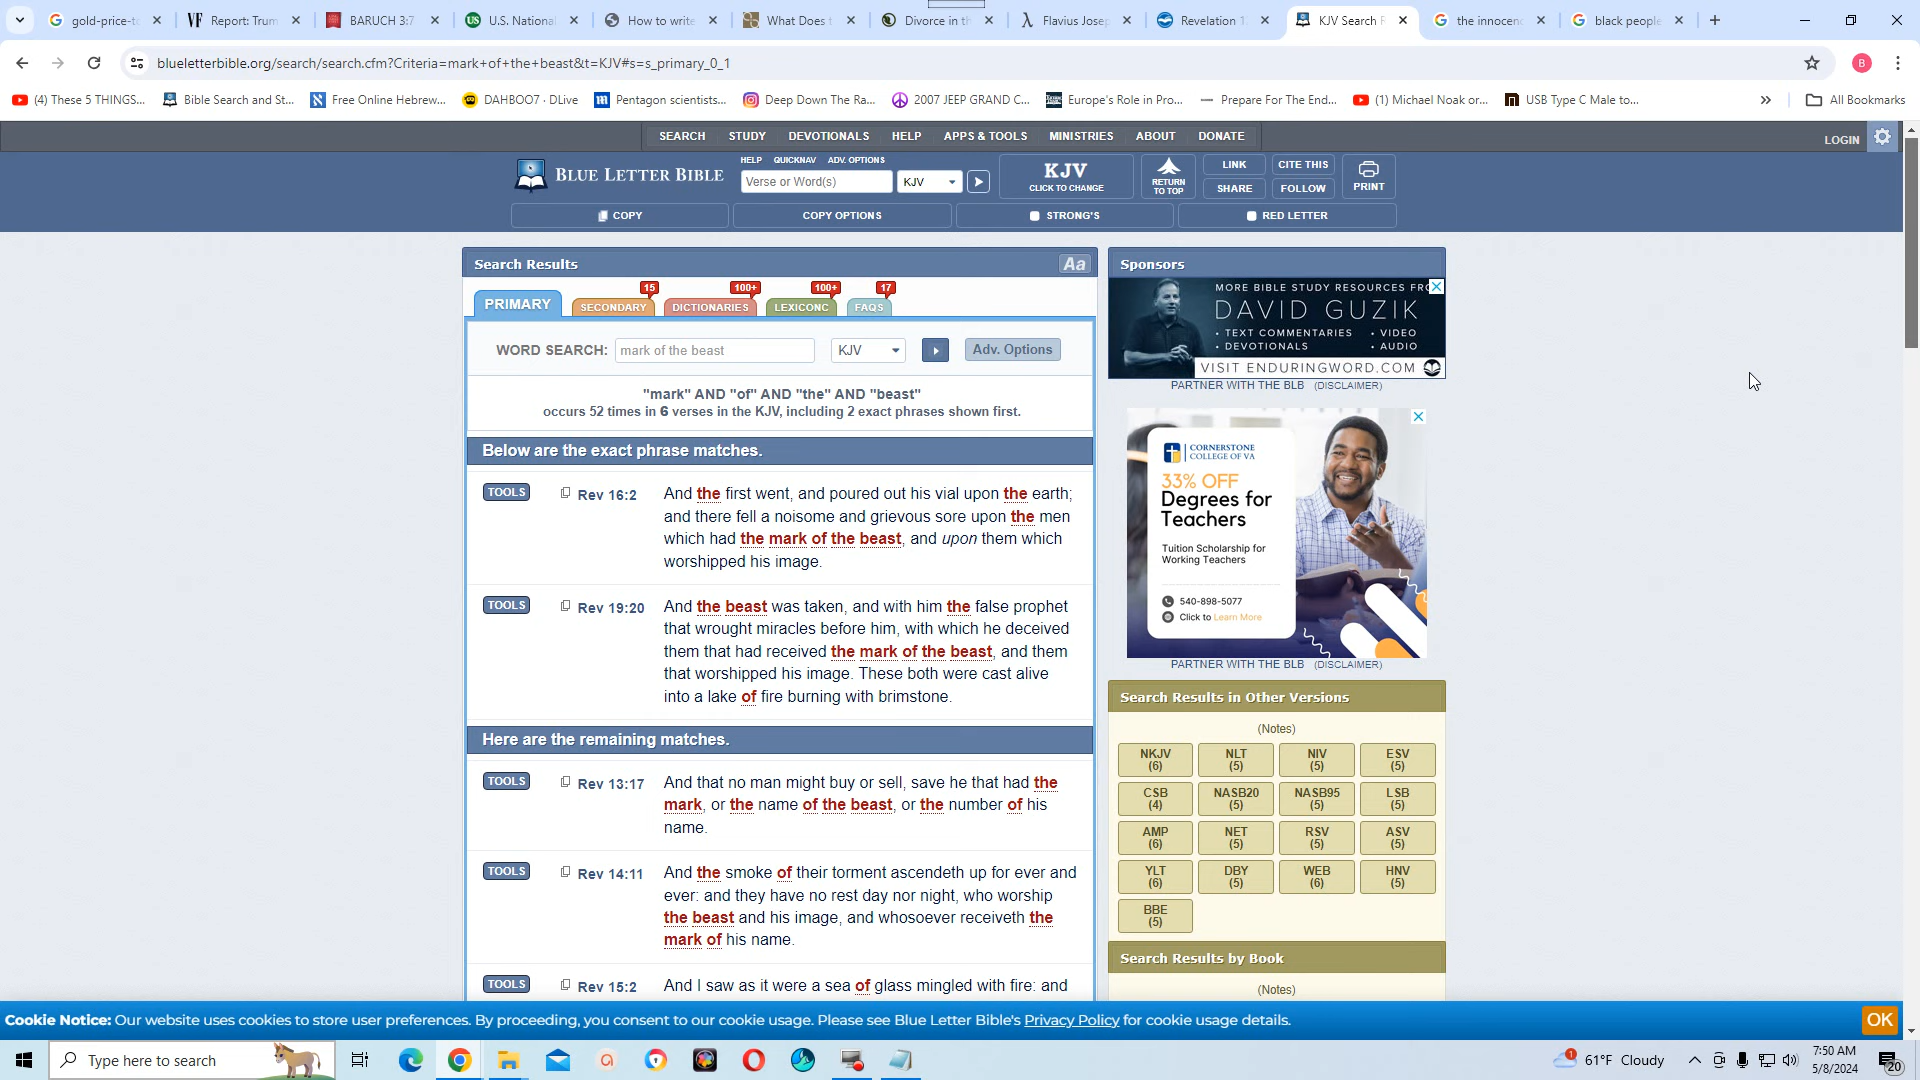 gold-price-t
Report: Trum
BARUCH 3:7
U.S. Nationa
How to write
What Does t
Divorce in th
Flavius Josep
Revelation 1
KJV Search R
the innocen
black people
blueletterbible.org/search/search.cfm?Criteria=mark+of+the+beast&t=KJV#s=s_primary_0_1
B
(4) These 5 THINGS...
Bible Search and St...
Free Online Hebrew...
DAHBOO7 · DLive
Pentagon scientists...
Deep Down The Ra...
2007 JEEP GRAND C...
Europe's Role in Pro...
Prepare For The End...
(1) Michael Noak or...
USB Type C Male to...
All Bookmarks
SEARCH STUDY DEVOTIONALS HELP APPS & TOOLS MINISTRIES ABOUT DONATE
LOGIN
BLUE LETTER BIBLE
HELP QUICKNAV ADV. OPTIONS
Verse or Word(s)
KJV
KJV
CLICK TO CHANGE
RETURN
TO TOP
LINK
CITE THIS
SHARE
FOLLOW
PRINT
COPY
COPY OPTIONS
STRONG'S
RED LETTER
Search Results
Aa
PRIMARY
SECONDARY
15
DICTIONARIES
100+
LEXICONC
100+
FAQS
17
WORD SEARCH:
mark of the beast
KJV
Adv. Options
"mark" AND "of" AND "the" AND "beast"
occurs 52 times in 6 verses in the KJV, including 2 exact phrases shown first.
Below are the exact phrase matches.
TOOLS
Rev 16:2
And the first went, and poured out his vial upon the earth;
and there fell a noisome and grievous sore upon the men
which had the mark of the beast, and upon them which
worshipped his image.
TOOLS
Rev 19:20
And the beast was taken, and with him the false prophet
that wrought miracles before him, with which he deceived
them that had received the mark of the beast, and them
that worshipped his image. These both were cast alive
into a lake of fire burning with brimstone.
Here are the remaining matches.
TOOLS
Rev 13:17
And that no man might buy or sell, save he that had the
mark, or the name of the beast, or the number of his
name.
TOOLS
Rev 14:11
And the smoke of their torment ascendeth up for ever and
ever: and they have no rest day nor night, who worship
the beast and his image, and whosoever receiveth the
mark of his name.
TOOLS
Rev 15:2
And I saw as it were a sea of glass mingled with fire: and
Sponsors
MORE BIBLE STUDY RESOURCES FRO
DAVID GUZIK
• TEXT COMMENTARIES • VIDEO
• DEVOTIONALS • AUDIO
VISIT ENDURINGWORD.COM
PARTNER WITH THE BLB (DISCLAIMER)
CORNERSTONE
COLLEGE OF VA
33% OFF
Degrees for
Teachers
Tuition Scholarship for
Working Teachers
540-898-5077
Click to Learn More
PARTNER WITH THE BLB (DISCLAIMER)
Search Results in Other Versions
(Notes)
NKJV
(6)
NLT
(5)
NIV
(5)
ESV
(5)
CSB
(4)
NASB20
(5)
NASB95
(5)
LSB
(5)
AMP
(6)
NET
(5)
RSV
(5)
ASV
(5)
YLT
(6)
DBY
(5)
WEB
(6)
HNV
(5)
BBE
(5)
Search Results by Book
(Notes)
Cookie Notice: Our website uses cookies to store user preferences. By proceeding, you consent to our cookie usage. Please see Blue Letter Bible's Privacy Policy for cookie usage details.
OK
Type here to search
1
61°F Cloudy
7:50 AM
5/8/2024
20